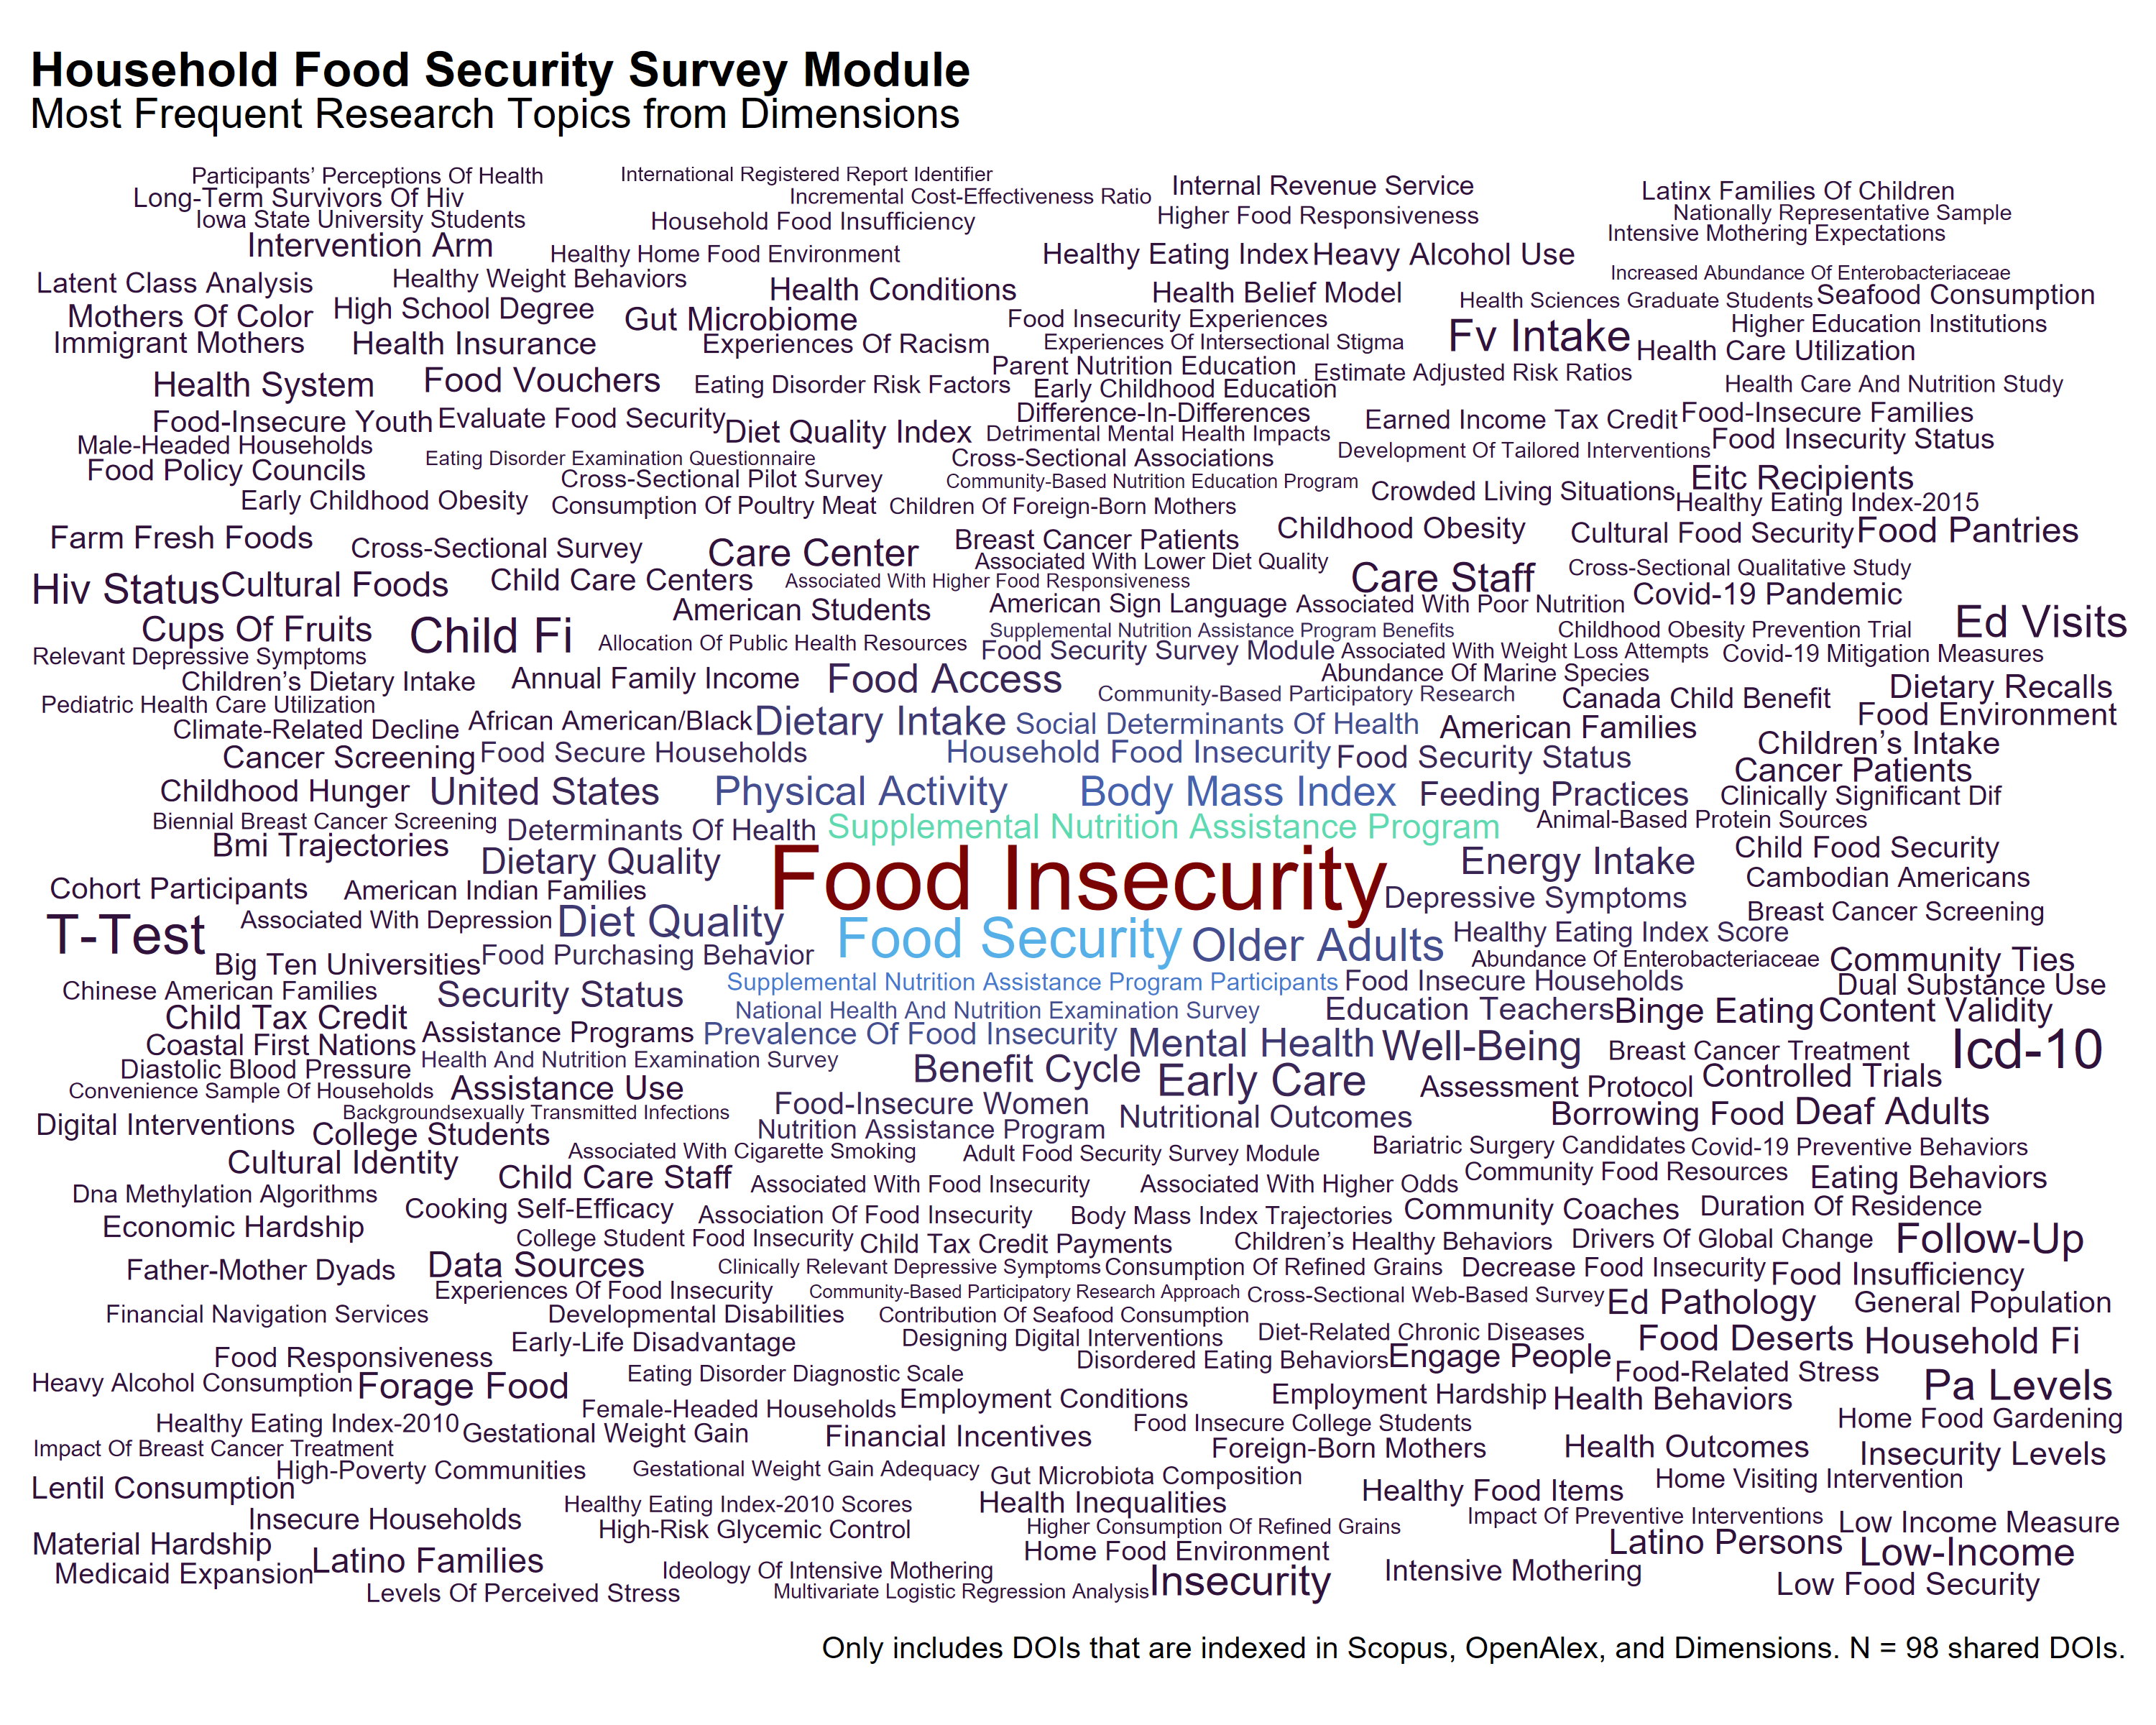 Household Food Security Survey Module
Most Frequent Research Topics from Dimensions
Participants’ Perceptions Of Health
International Registered Report Identifier
Long-Term Survivors Of Hiv
Incremental Cost-Effectiveness Ratio
Internal Revenue Service
Latinx Families Of Children
Iowa State University Students
Household Food Insufficiency
Higher Food Responsiveness
Nationally Representative Sample
Intervention Arm
Healthy Home Food Environment
Healthy Eating Index
Heavy Alcohol Use
Intensive Mothering Expectations
Latent Class Analysis
Healthy Weight Behaviors
Health Conditions
Health Belief Model
Increased Abundance Of Enterobacteriaceae
Health Sciences Graduate Students
Seafood Consumption
Mothers Of Color
High School Degree
Gut Microbiome
Food Insecurity Experiences
Fv Intake
Higher Education Institutions
Immigrant Mothers
Health Insurance
Experiences Of Racism
Experiences Of Intersectional Stigma
Health Care Utilization
Health System
Food Vouchers
Eating Disorder Risk Factors
Parent Nutrition Education
Early Childhood Education
Estimate Adjusted Risk Ratios
Health Care And Nutrition Study
Food-Insecure Youth
Evaluate Food Security
Diet Quality Index
Difference-In-Differences
Earned Income Tax Credit
Food-Insecure Families
Male-Headed Households
Detrimental Mental Health Impacts
Development Of Tailored Interventions
Food Insecurity Status
Food Policy Councils
Eating Disorder Examination Questionnaire
Cross-Sectional Associations
Cross-Sectional Pilot Survey
Community-Based Nutrition Education Program
Crowded Living Situations
Eitc Recipients
Early Childhood Obesity
Consumption Of Poultry Meat
Children Of Foreign-Born Mothers
Healthy Eating Index-2015
Farm Fresh Foods
Cross-Sectional Survey
Care Center
Breast Cancer Patients
Childhood Obesity
Cultural Food Security
Food Pantries
Associated With Lower Diet Quality
Hiv Status
Cultural Foods
Child Care Centers
Associated With Higher Food Responsiveness
Care Staff
Cross-Sectional Qualitative Study
American Students
American Sign Language
Associated With Poor Nutrition
Covid-19 Pandemic
Cups Of Fruits
Child Fi
Allocation Of Public Health Resources
Supplemental Nutrition Assistance Program Benefits
Childhood Obesity Prevention Trial
Ed Visits
Relevant Depressive Symptoms
Food Security Survey Module
Associated With Weight Loss Attempts
Covid-19 Mitigation Measures
Children’s Dietary Intake
Annual Family Income
Food Access
Abundance Of Marine Species
Pediatric Health Care Utilization
Community-Based Participatory Research
Canada Child Benefit
Dietary Recalls
Climate-Related Decline
African American/Black
Dietary Intake
Social Determinants Of Health
American Families
Food Environment
Cancer Screening
Food Secure Households
Household Food Insecurity
Food Security Status
Children’s Intake
Childhood Hunger
United States
Physical Activity
Body Mass Index
Feeding Practices
Cancer Patients
Clinically Significant Dif
Biennial Breast Cancer Screening
Determinants Of Health
Supplemental Nutrition Assistance Program
Animal-Based Protein Sources
Bmi Trajectories
Dietary Quality
Food Insecurity
Energy Intake
Child Food Security
Cohort Participants
American Indian Families
Depressive Symptoms
Cambodian Americans
T-Test
Associated With Depression
Diet Quality
Food Security
Older Adults
Healthy Eating Index Score
Breast Cancer Screening
Big Ten Universities
Food Purchasing Behavior
Abundance Of Enterobacteriaceae
Community Ties
Chinese American Families
Security Status
Supplemental Nutrition Assistance Program Participants
Food Insecure Households
Dual Substance Use
Child Tax Credit
National Health And Nutrition Examination Survey
Education Teachers
Binge Eating
Content Validity
Coastal First Nations
Assistance Programs
Prevalence Of Food Insecurity
Mental Health
Well-Being
Breast Cancer Treatment
Icd-10
Diastolic Blood Pressure
Health And Nutrition Examination Survey
Benefit Cycle
Early Care
Convenience Sample Of Households
Assistance Use
Assessment Protocol
Controlled Trials
Digital Interventions
Backgroundsexually Transmitted Infections
Food-Insecure Women
Nutritional Outcomes
Borrowing Food
Deaf Adults
College Students
Nutrition Assistance Program
Cultural Identity
Associated With Cigarette Smoking
Adult Food Security Survey Module
Bariatric Surgery Candidates
Covid-19 Preventive Behaviors
Dna Methylation Algorithms
Child Care Staff
Associated With Food Insecurity
Associated With Higher Odds
Community Food Resources
Eating Behaviors
Economic Hardship
Cooking Self-Efficacy
Association Of Food Insecurity
Body Mass Index Trajectories
Community Coaches
Duration Of Residence
College Student Food Insecurity
Child Tax Credit Payments
Children’s Healthy Behaviors
Drivers Of Global Change
Follow-Up
Father-Mother Dyads
Data Sources
Clinically Relevant Depressive Symptoms
Consumption Of Refined Grains
Decrease Food Insecurity
Food Insufficiency
Experiences Of Food Insecurity
Community-Based Participatory Research Approach
Cross-Sectional Web-Based Survey
Ed Pathology
General Population
Financial Navigation Services
Developmental Disabilities
Contribution Of Seafood Consumption
Early-Life Disadvantage
Designing Digital Interventions
Diet-Related Chronic Diseases
Food Deserts
Household Fi
Food Responsiveness
Disordered Eating Behaviors
Engage People
Food-Related Stress
Heavy Alcohol Consumption
Forage Food
Eating Disorder Diagnostic Scale
Employment Conditions
Employment Hardship
Health Behaviors
Pa Levels
Female-Headed Households
Healthy Eating Index-2010
Gestational Weight Gain
Financial Incentives
Food Insecure College Students
Home Food Gardening
Impact Of Breast Cancer Treatment
Foreign-Born Mothers
Health Outcomes
Insecurity Levels
High-Poverty Communities
Gestational Weight Gain Adequacy
Gut Microbiota Composition
Home Visiting Intervention
Lentil Consumption
Healthy Eating Index-2010 Scores
Health Inequalities
Healthy Food Items
Insecure Households
High-Risk Glycemic Control
Higher Consumption Of Refined Grains
Impact Of Preventive Interventions
Low Income Measure
Material Hardship
Latino Families
Home Food Environment
Latino Persons
Low-Income
Medicaid Expansion
Ideology Of Intensive Mothering
Insecurity
Intensive Mothering
Low Food Security
Levels Of Perceived Stress
Multivariate Logistic Regression Analysis
Only includes DOIs that are indexed in Scopus, OpenAlex, and Dimensions. N = 98 shared DOIs.